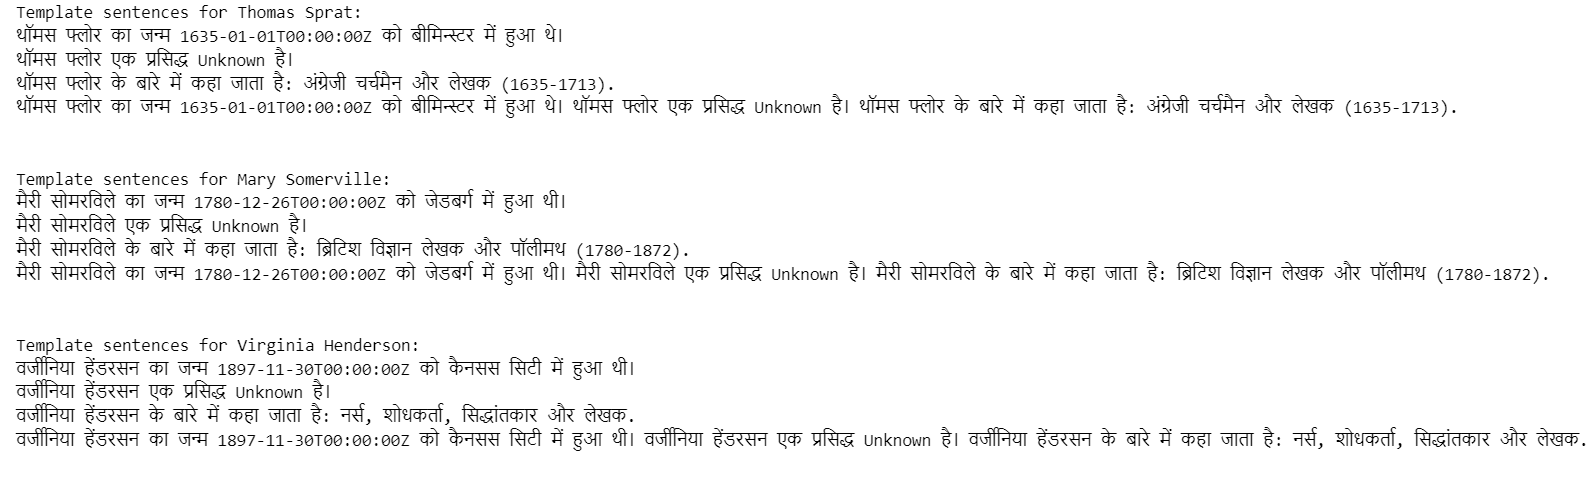 Template sentences for Thomas Sprat:
थॉमस फ्लोर का जन्म 1635-01-01T00:00:00Z को बीमिन्स्टर में हुआ थे।
थॉमस फ्लोर एक प्रसिद्ध Unknown है।
थॉमस फ्लोर के बारे में कहा जाता है: अंग्रेजी चर्चमैन और लेखक (1635-1713).
थॉमस फ्लोर का जन्म 1635-01-01T00:00:00Z को बीमिन्स्टर में हुआ थे। थॉमस फ्लोर एक प्रसिद्ध Unknown है। थॉमस फ्लोर के बारे में कहा जाता है: अंग्रेजी चर्चमैन और लेखक (1635-1713).
Template sentences for Mary Somerville:
मैरी सोमरविले का जन्म 1780-12-26T00:00:00Z को जेडबर्ग में हुआ थी।
मैरी सोमरविले एक प्रसिद्ध Unknown है।
मैरी सोमरविले के बारे में कहा जाता है: ब्रिटिश विज्ञान लेखक और पॉलीमथ (1780-1872).
मैरी सोमरविले का जन्म 1780-12-26T00:00:00Z को जेडबर्ग में हुआ थी। मैरी सोमरविले एक प्रसिद्ध Unknown है। मैरी सोमरविले के बारे में कहा जाता है: ब्रिटिश विज्ञान लेखक और पॉलीमथ (1780-1872).
Template sentences for Virginia Henderson:
वर्जीनिया हेंडरसन का जन्म 1897-11-30T00:00:00Z को कैनसस सिटी में हुआ थी।
वर्जीनिया हेंडरसन एक प्रसिद्ध Unknown है।
वर्जीनिया हेंडरसन के बारे में कहा जाता है: नर्स, शोधकर्ता, सिद्धांतकार और लेखक.
वर्जीनिया हेंडरसन का जन्म 1897-11-30T00:00:00Z को कैनसस सिटी में हुआ थी। वर्जीनिया हेंडरसन एक प्रसिद्ध Unknown है। वर्जीनिया हेंडरसन के बारे में कहा जाता है: नर्स, शोधकर्ता, सिद्धांतकार और लेखक.